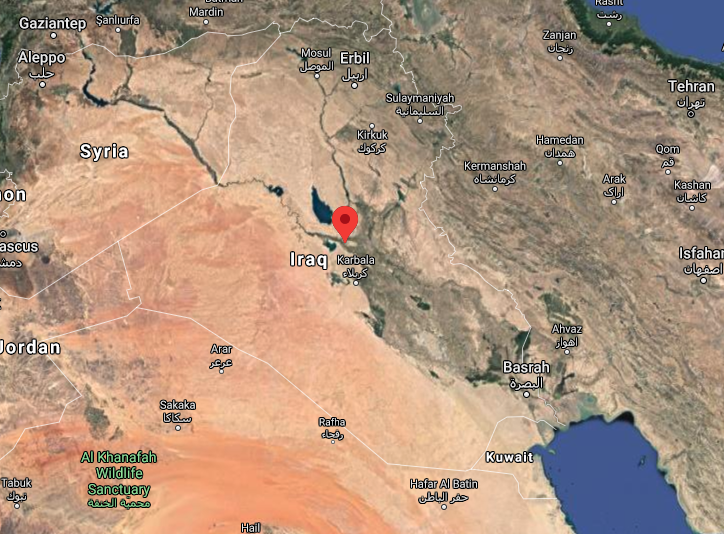 Rasht
رشت
Gaziantep
Şanlıurfa
Mardin
Zanjan
زنجان
Aleppo
حلب
Mosul
الموصل
Erbil
اربيل
Tehran
تهران
Sulaymaniyah
السليمانية
Kirkuk
كركوك
Hamedan
همدان
Qom
قم
Syria
Kermanshah
کرمانشاه
Arak
اراک
Kashan
کاشان
non
ascus
دمش
Iraq
Karbala
كربلاء
Isfahan
اصفهان
Jordan
Ahvaz
اهواز
Arar
عرعر
Basrah
البصرة
Sakaka
سكاكا
Rafha
رفحاء
Kuwait
Al Khanafah
Wildlife
Sanctuary
محمية الخنفة
Tabuk
تبوك
Hafar Al Batin
حفر الباطن
Hail